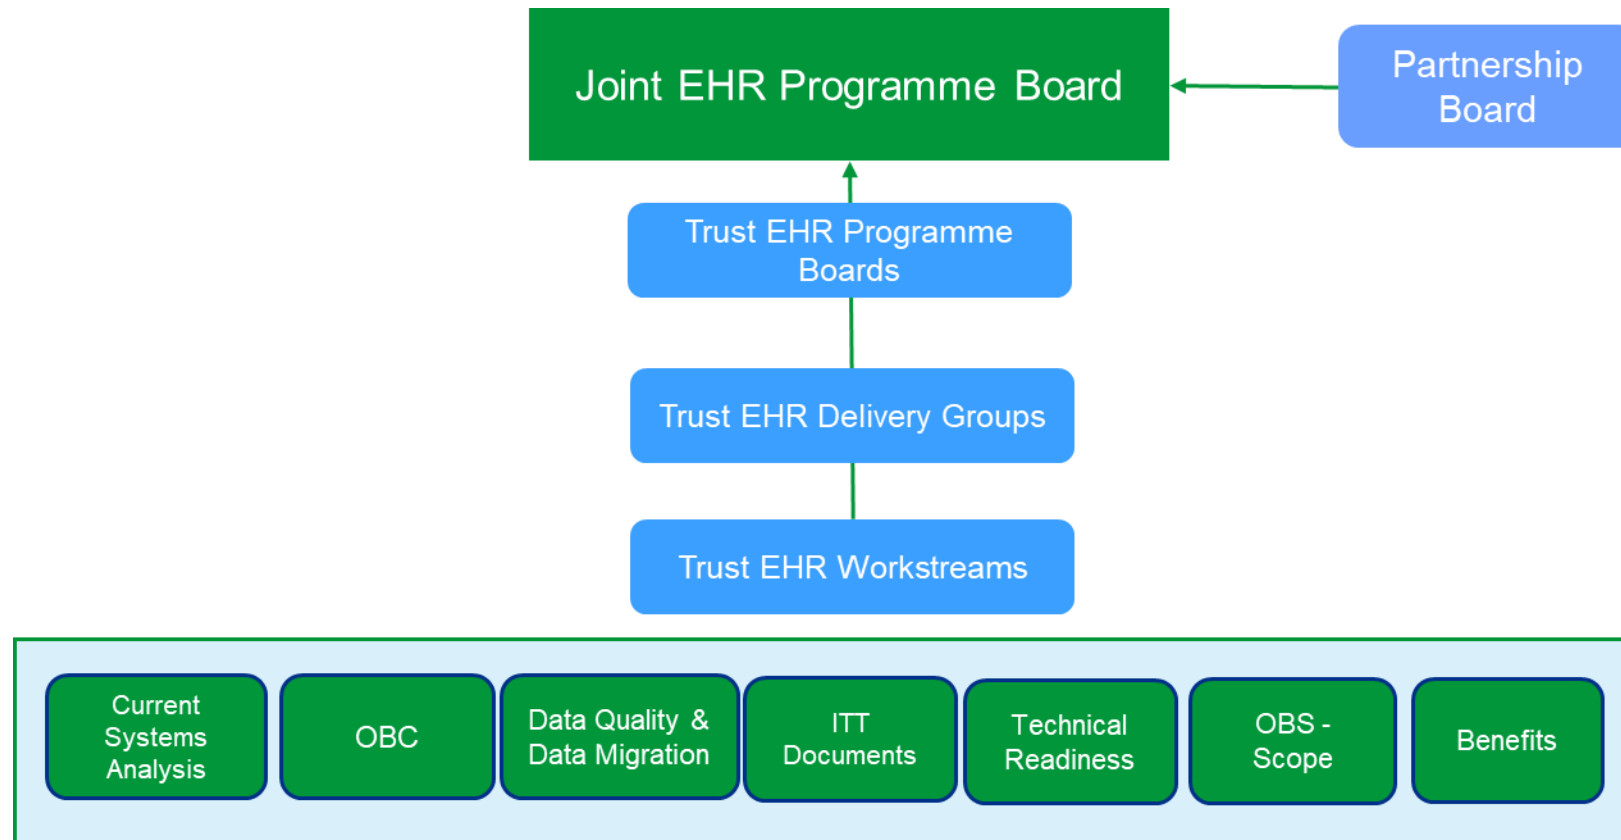 Joint EHR Programme Board
Partnership
Board
Trust EHR Programme
Boards
Trust EHR Delivery Groups
Trust EHR Workstreams
Current
Systems
Analysis
OBC
Data Quality &
Data Migration
ITT
Documents
Technical
Readiness
OBS -
Scope
Benefits